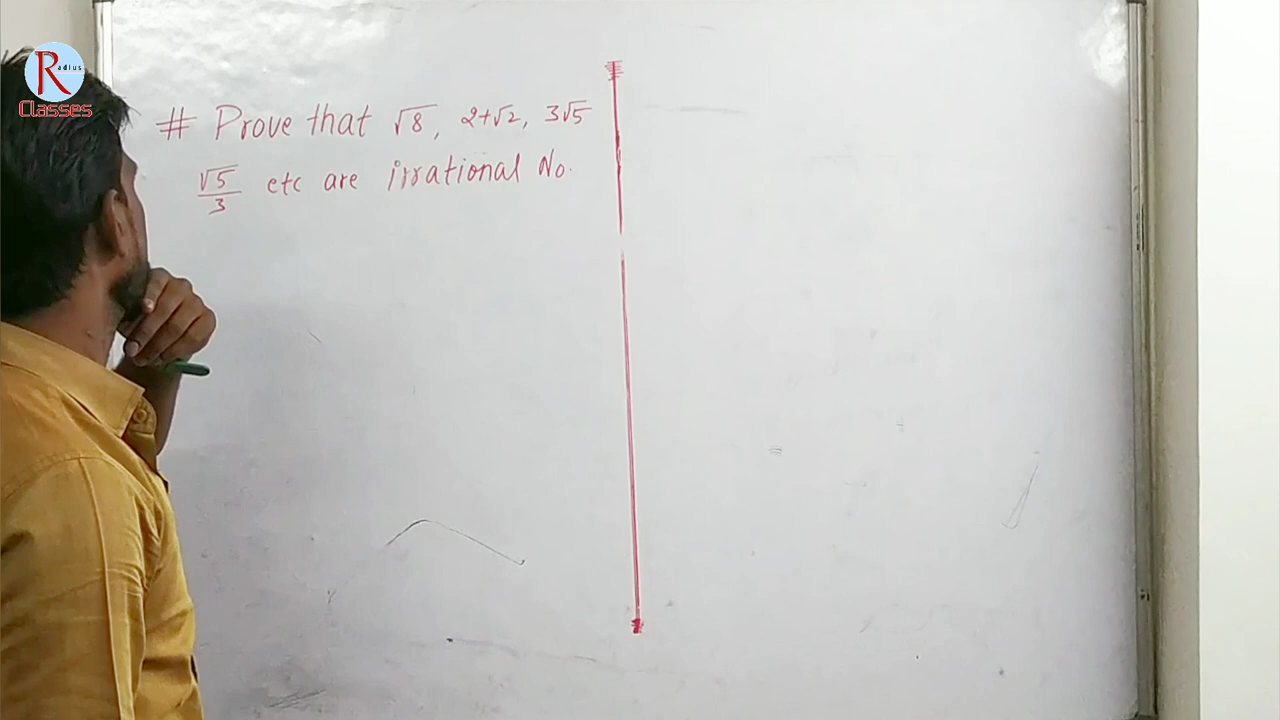 Radius
Classes
# Prove that √8, 2+√2, 3√5
√5/3 etc are irrational No.